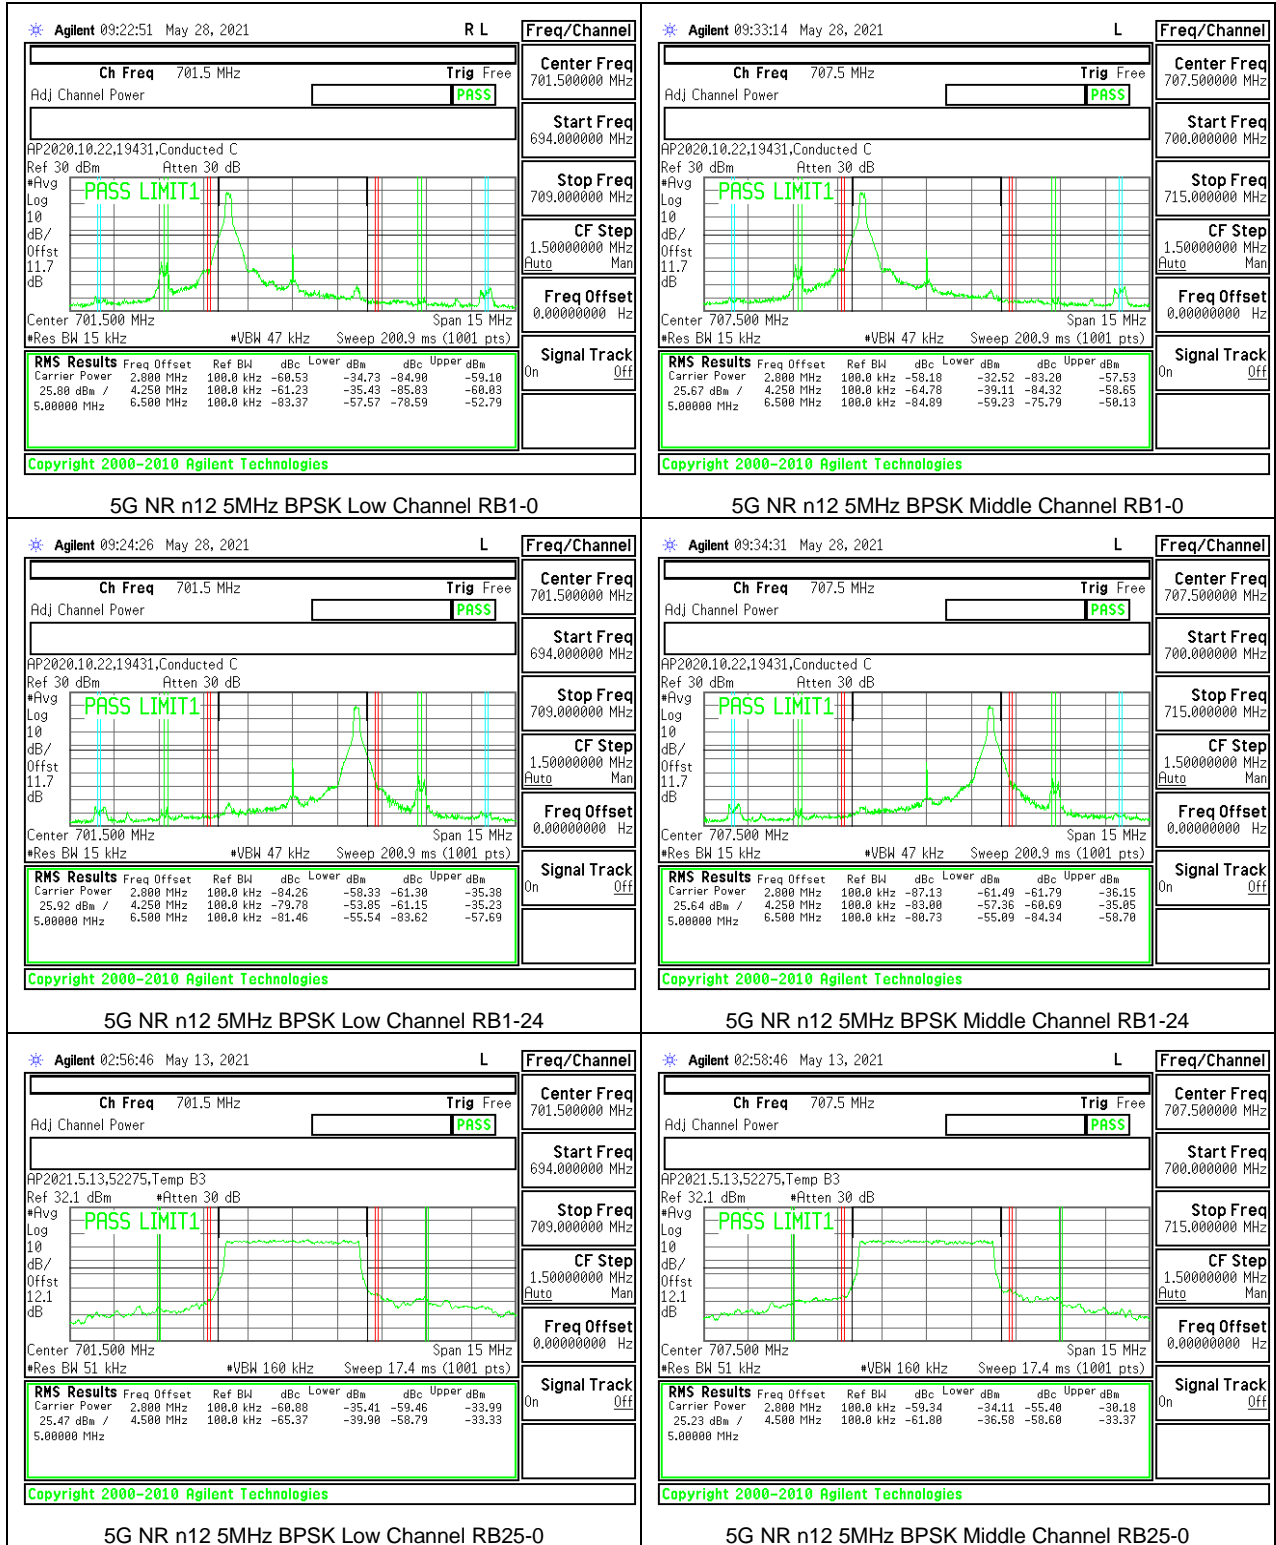 Agilent 09:22:51 May 28, 2021 R L Freq/Channel
Ch Freq 701.5 MHz Trig Free
Adj Channel Power PASS
AP2020.10.22,19431,Conducted C
Ref 30 dBm Atten 30 dB
#Avg
Log
10
dB/
Offst
11.7
dB
PASS LIMIT1
Center 701.500 MHz Span 15 MHz
#Res BW 15 kHz #VBW 47 kHz Sweep 200.9 ms (1001 pts)
RMS Results Freq Offset Ref BW dBc Lower dBm dBc Upper dBm
Carrier Power 2.800 MHz 100.0 kHz -60.53 -34.73 -84.90 -59.10
25.80 dBm / 4.250 MHz 100.0 kHz -61.23 -35.43 -85.83 -60.03
5.00000 MHz 6.500 MHz 100.0 kHz -83.37 -57.57 -78.59 -52.79
Copyright 2000-2010 Agilent Technologies
Center Freq
701.500000 MHz
Start Freq
694.000000 MHz
Stop Freq
709.000000 MHz
CF Step
1.50000000 MHz
Auto Man
Freq Offset
0.00000000 Hz
Signal Track
On Off
5G NR n12 5MHz BPSK Low Channel RB1-0
Agilent 09:33:14 May 28, 2021 L Freq/Channel
Ch Freq 707.5 MHz Trig Free
Adj Channel Power PASS
AP2020.10.22,19431,Conducted C
Ref 30 dBm Atten 30 dB
#Avg
Log
10
dB/
Offst
11.7
dB
PASS LIMIT1
Center 707.500 MHz Span 15 MHz
#Res BW 15 kHz #VBW 47 kHz Sweep 200.9 ms (1001 pts)
RMS Results Freq Offset Ref BW dBc Lower dBm dBc Upper dBm
Carrier Power 2.800 MHz 100.0 kHz -58.18 -32.52 -83.20 -57.53
25.67 dBm / 4.250 MHz 100.0 kHz -64.78 -39.11 -84.32 -58.65
5.00000 MHz 6.500 MHz 100.0 kHz -84.89 -59.23 -75.79 -50.13
Copyright 2000-2010 Agilent Technologies
Center Freq
707.500000 MHz
Start Freq
700.000000 MHz
Stop Freq
715.000000 MHz
CF Step
1.50000000 MHz
Auto Man
Freq Offset
0.00000000 Hz
Signal Track
On Off
5G NR n12 5MHz BPSK Middle Channel RB1-0
Agilent 09:24:26 May 28, 2021 L Freq/Channel
Ch Freq 701.5 MHz Trig Free
Adj Channel Power PASS
AP2020.10.22,19431,Conducted C
Ref 30 dBm Atten 30 dB
#Avg
Log
10
dB/
Offst
11.7
dB
PASS LIMIT1
Center 701.500 MHz Span 15 MHz
#Res BW 15 kHz #VBW 47 kHz Sweep 200.9 ms (1001 pts)
RMS Results Freq Offset Ref BW dBc Lower dBm dBc Upper dBm
Carrier Power 2.800 MHz 100.0 kHz -84.26 -58.33 -61.30 -35.38
25.92 dBm / 4.250 MHz 100.0 kHz -79.78 -53.85 -61.15 -35.23
5.00000 MHz 6.500 MHz 100.0 kHz -81.46 -55.54 -83.62 -57.69
Copyright 2000-2010 Agilent Technologies
Center Freq
701.500000 MHz
Start Freq
694.000000 MHz
Stop Freq
709.000000 MHz
CF Step
1.50000000 MHz
Auto Man
Freq Offset
0.00000000 Hz
Signal Track
On Off
5G NR n12 5MHz BPSK Low Channel RB1-24
Agilent 09:34:31 May 28, 2021 L Freq/Channel
Ch Freq 707.5 MHz Trig Free
Adj Channel Power PASS
AP2020.10.22,19431,Conducted C
Ref 30 dBm Atten 30 dB
#Avg
Log
10
dB/
Offst
11.7
dB
PASS LIMIT1
Center 707.500 MHz Span 15 MHz
#Res BW 15 kHz #VBW 47 kHz Sweep 200.9 ms (1001 pts)
RMS Results Freq Offset Ref BW dBc Lower dBm dBc Upper dBm
Carrier Power 2.800 MHz 100.0 kHz -87.13 -61.49 -61.79 -36.15
25.64 dBm / 4.250 MHz 100.0 kHz -83.00 -57.36 -60.69 -35.05
5.00000 MHz 6.500 MHz 100.0 kHz -80.73 -55.09 -84.34 -58.70
Copyright 2000-2010 Agilent Technologies
Center Freq
707.500000 MHz
Start Freq
700.000000 MHz
Stop Freq
715.000000 MHz
CF Step
1.50000000 MHz
Auto Man
Freq Offset
0.00000000 Hz
Signal Track
On Off
5G NR n12 5MHz BPSK Middle Channel RB1-24
Agilent 02:56:46 May 13, 2021 L Freq/Channel
Ch Freq 701.5 MHz Trig Free
Adj Channel Power PASS
AP2021.5.13,52275,Temp B3
Ref 32.1 dBm #Atten 30 dB
#Avg
Log
10
dB/
Offst
12.1
dB
PASS LIMIT1
Center 701.500 MHz Span 15 MHz
#Res BW 51 kHz #VBW 160 kHz Sweep 17.4 ms (1001 pts)
RMS Results Freq Offset Ref BW dBc Lower dBm dBc Upper dBm
Carrier Power 2.800 MHz 100.0 kHz -60.88 -35.41 -59.46 -33.99
25.47 dBm / 4.500 MHz 100.0 kHz -65.37 -39.90 -58.79 -33.33
5.00000 MHz
Copyright 2000-2010 Agilent Technologies
Center Freq
701.500000 MHz
Start Freq
694.000000 MHz
Stop Freq
709.000000 MHz
CF Step
1.50000000 MHz
Auto Man
Freq Offset
0.00000000 Hz
Signal Track
On Off
5G NR n12 5MHz BPSK Low Channel RB25-0
Agilent 02:58:46 May 13, 2021 L Freq/Channel
Ch Freq 707.5 MHz Trig Free
Adj Channel Power PASS
AP2021.5.13,52275,Temp B3
Ref 32.1 dBm #Atten 30 dB
#Avg
Log
10
dB/
Offst
12.1
dB
PASS LIMIT1
Center 707.500 MHz Span 15 MHz
#Res BW 51 kHz #VBW 160 kHz Sweep 17.4 ms (1001 pts)
RMS Results Freq Offset Ref BW dBc Lower dBm dBc Upper dBm
Carrier Power 2.800 MHz 100.0 kHz -59.34 -34.11 -55.40 -30.18
25.23 dBm / 4.500 MHz 100.0 kHz -61.80 -36.58 -58.60 -33.37
5.00000 MHz
Copyright 2000-2010 Agilent Technologies
Center Freq
707.500000 MHz
Start Freq
700.000000 MHz
Stop Freq
715.000000 MHz
CF Step
1.50000000 MHz
Auto Man
Freq Offset
0.00000000 Hz
Signal Track
On Off
5G NR n12 5MHz BPSK Middle Channel RB25-0